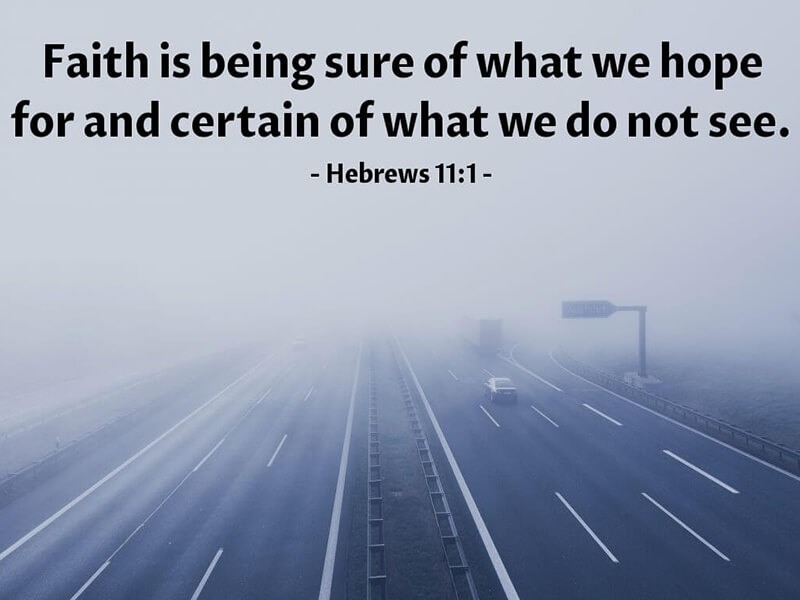 Faith is being sure of what we hope
for and certain of what we do not see.
- Hebrews 11:1 -